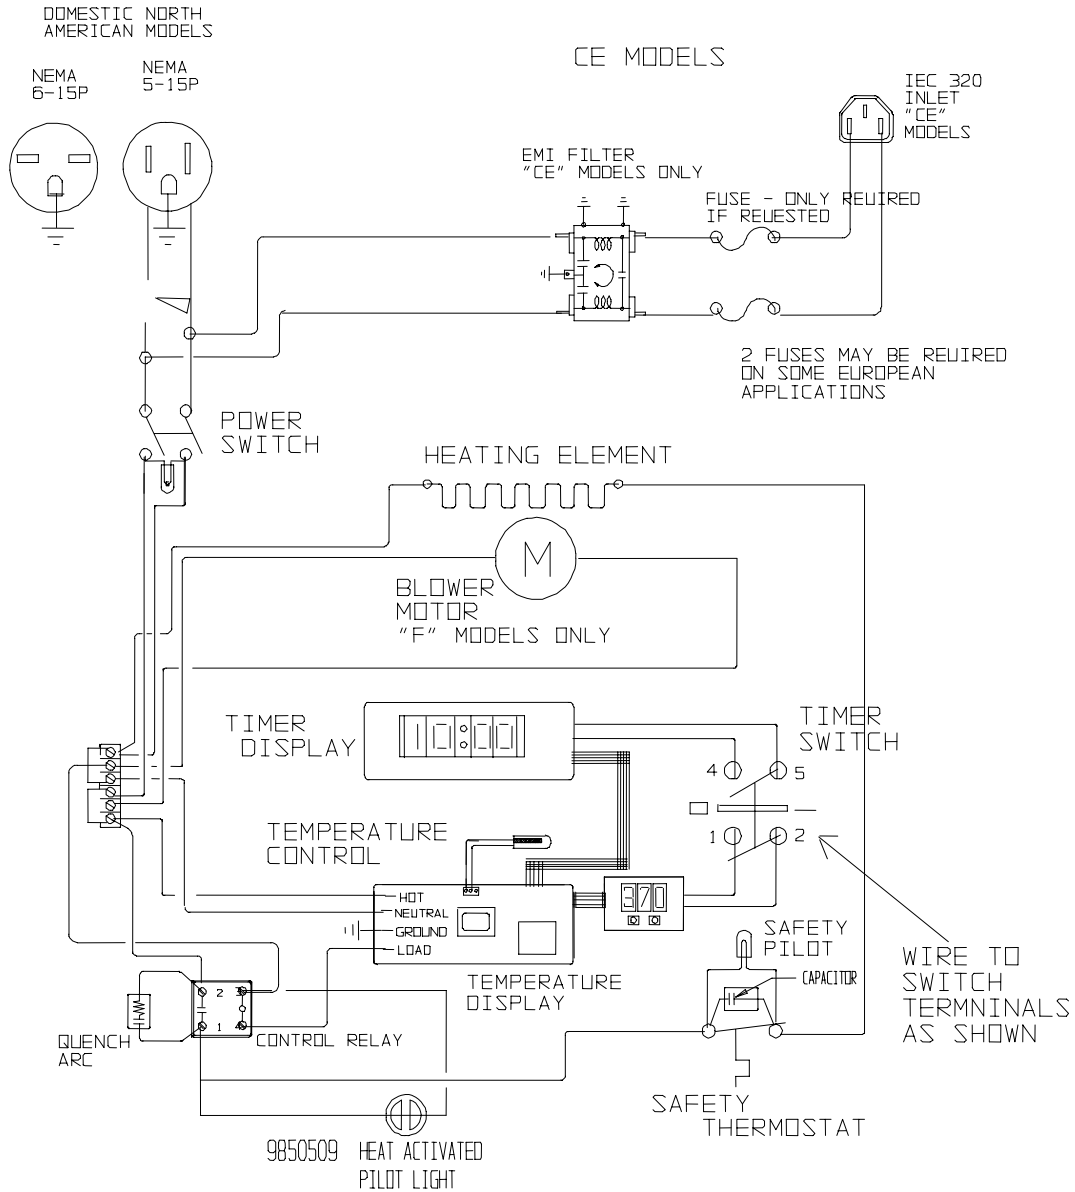 DOMESTIC NORTH
AMERICAN MODELS
NEMA
6-15P
NEMA
5-15P
CE MODELS
IEC 320
INLET
"CE"
MODELS
EMI FILTER
"CE" MODELS ONLY
FUSE - ONLY REUIRED
IF REUESTED
2 FUSES MAY BE REUIRED
ON SOME EUROPEAN
APPLICATIONS
POWER
SWITCH
HEATING ELEMENT
M
BLOWER
MOTOR
"F" MODELS ONLY
TIMER
DISPLAY
10:00
TIMER
SWITCH
4
5
1
2
TEMPERATURE
CONTROL
HOT
NEUTRAL
GROUND
LOAD
370
TEMPERATURE
DISPLAY
SAFETY
PILOT
CAPACITOR
WIRE TO
SWITCH
TERMNINALS
AS SHOWN
2
3
1
4
QUENCH
ARC
CONTROL RELAY
SAFETY
THERMOSTAT
9850509 HEAT ACTIVATED
PILOT LIGHT